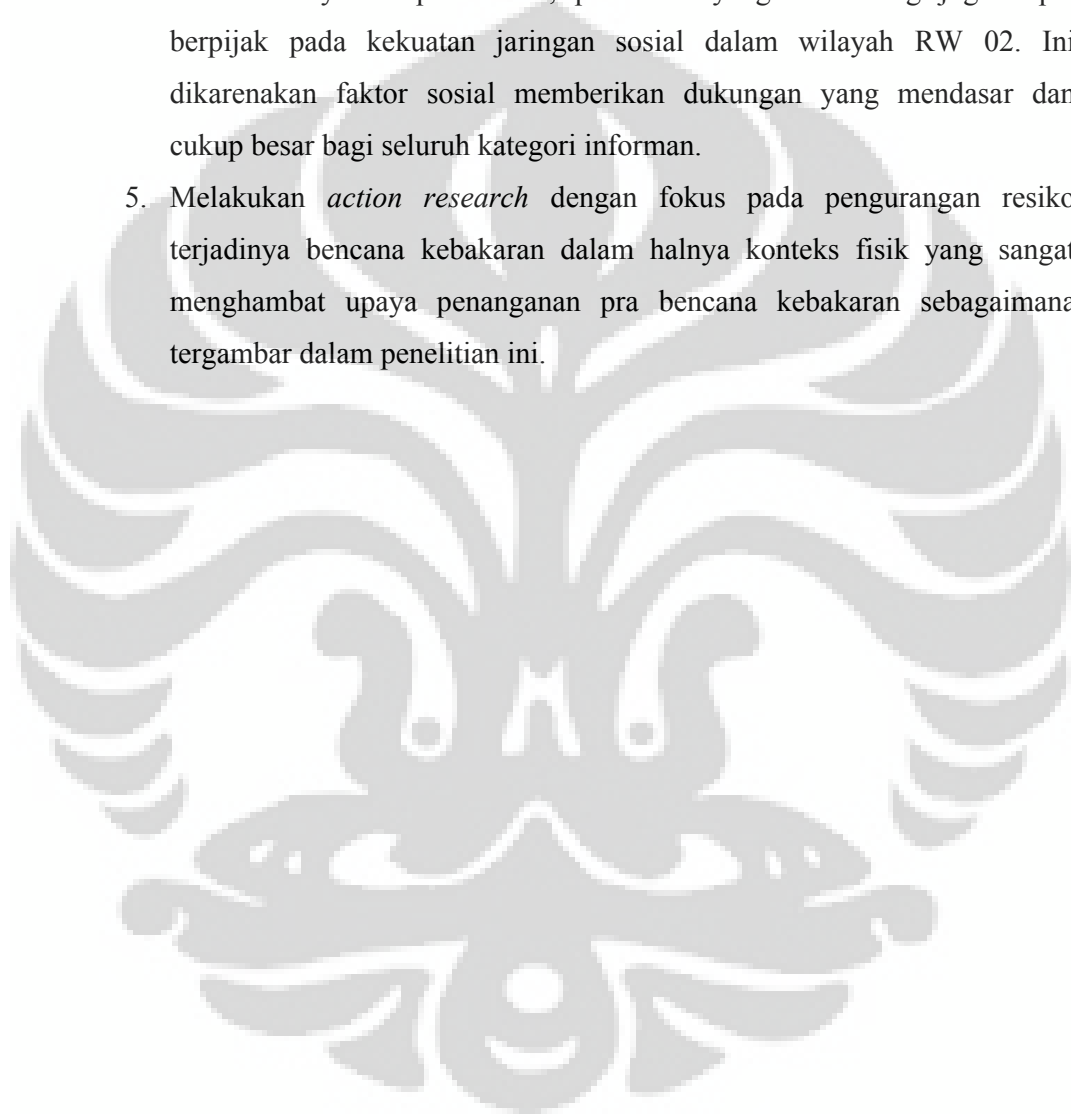 berpijak pada kekuatan jaringan sosial dalam wilayah RW 02. Ini
dikarenakan faktor sosial memberikan dukungan yang mendasar dan
cukup besar bagi seluruh kategori informan.
5. Melakukan action research dengan fokus pada pengurangan resiko
terjadinya bencana kebakaran dalam halnya konteks fisik yang sangat
menghambat upaya penanganan pra bencana kebakaran sebagaimana
tergambar dalam penelitian ini.